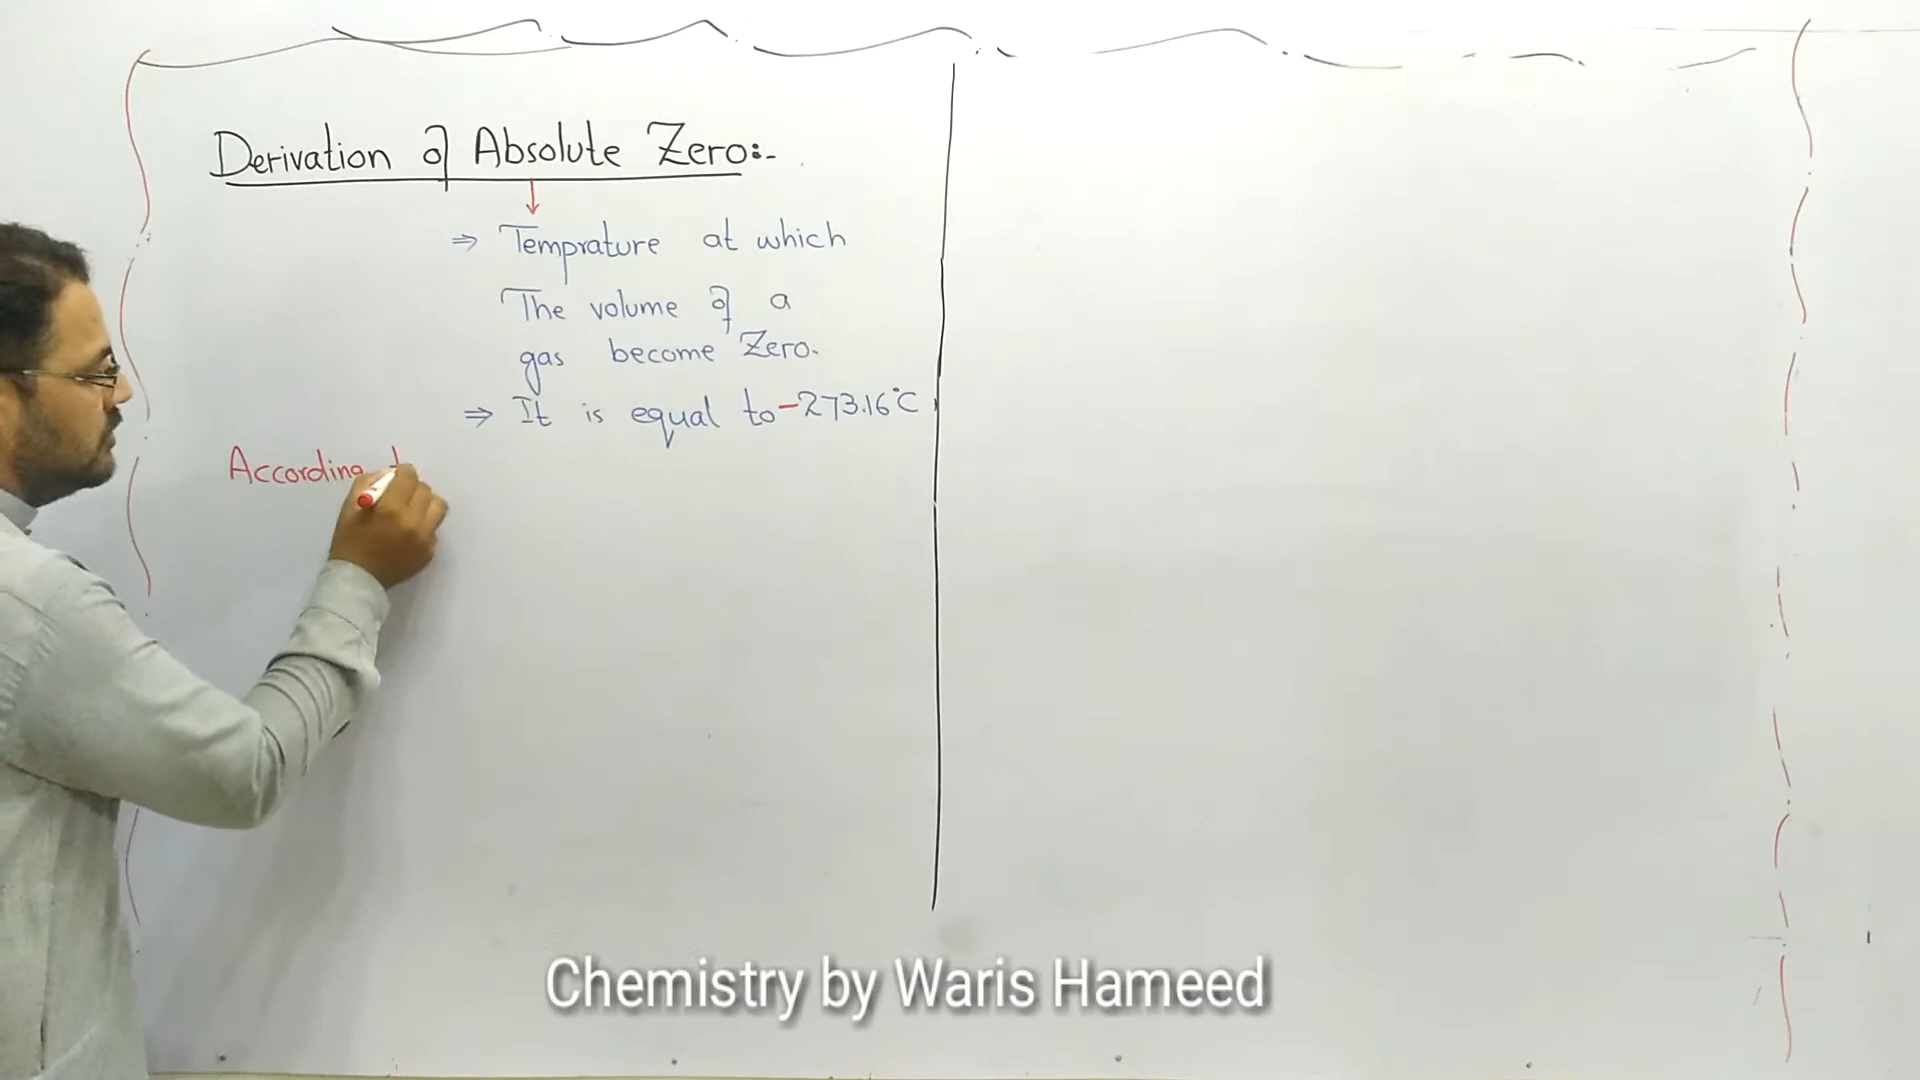 Derivation of Absolute Zero:-
⇒ Temprature at which
The volume of a
gas become Zero.
⇒ It is equal to -273.16°C
According
Chemistry by Waris Hameed